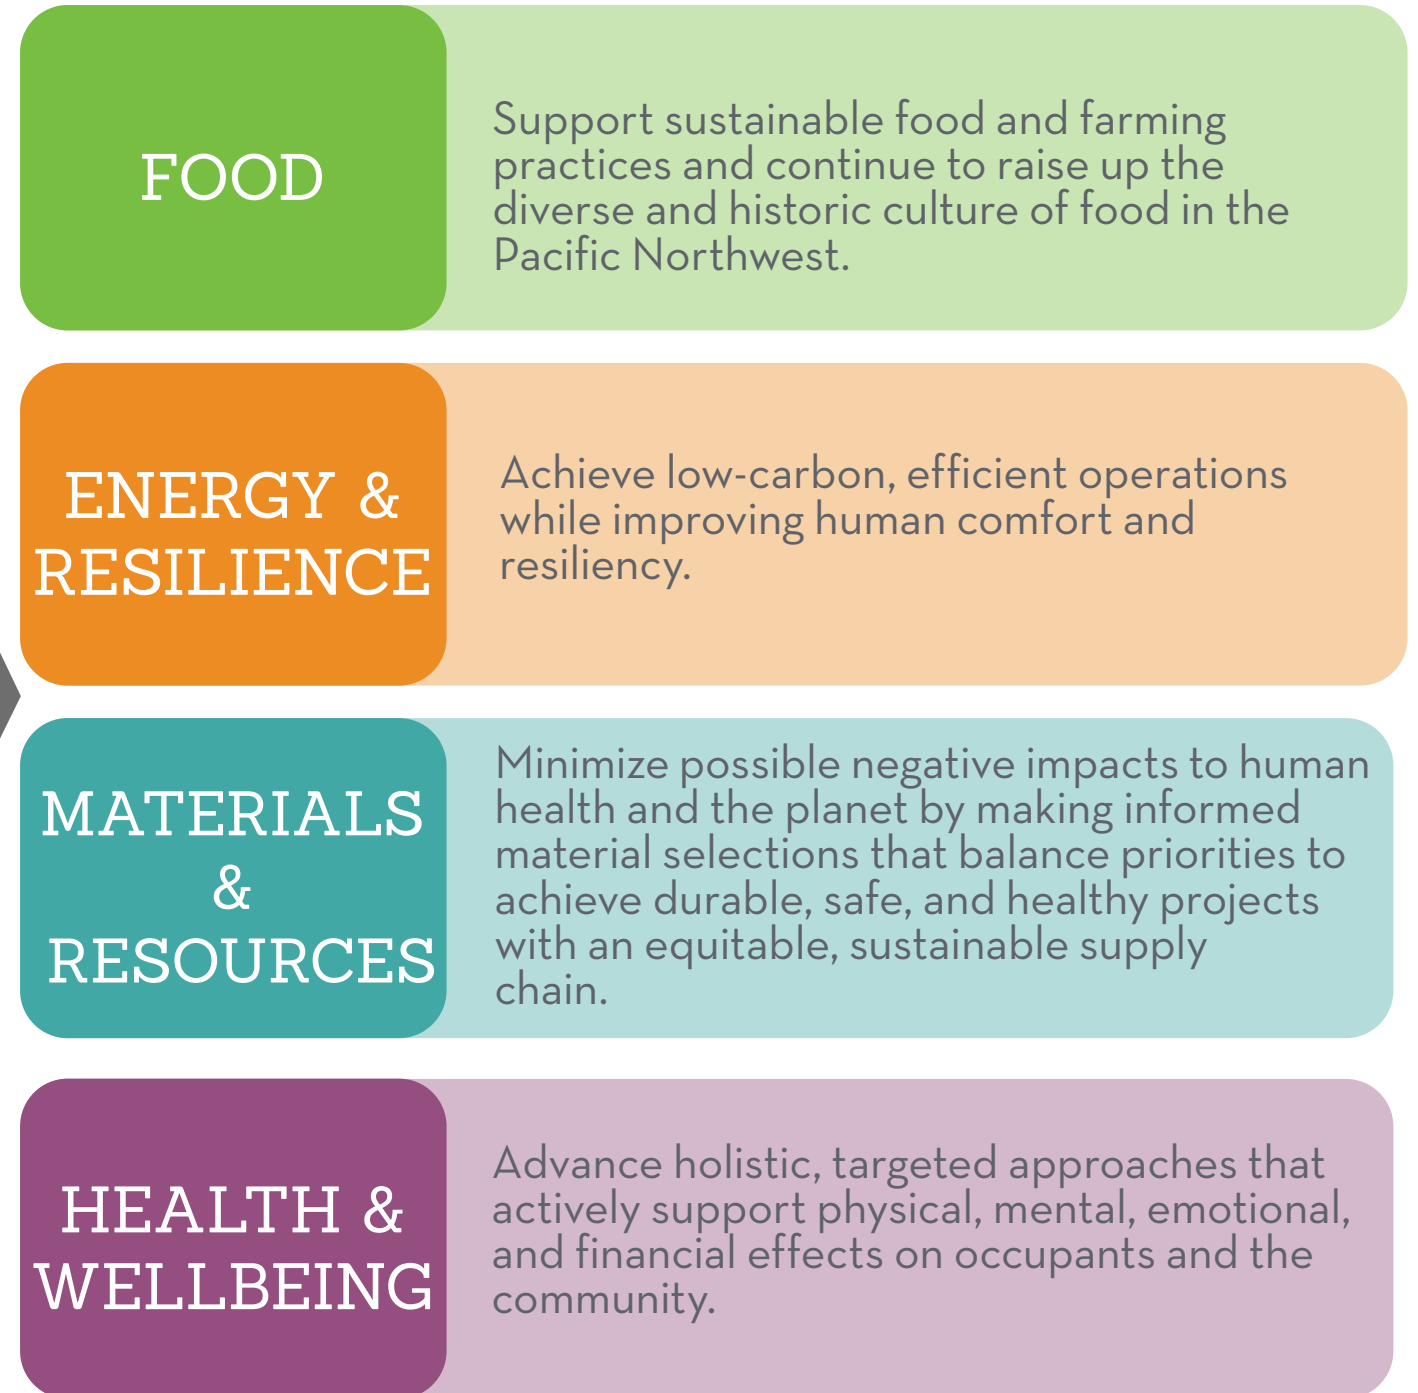 FOOD
Support sustainable food and farming
practices and continue to raise up the
diverse and historic culture of food in the
Pacific Northwest.
ENERGY &
RESILIENCE
Achieve low-carbon, efficient operations
while improving human comfort and
resiliency.
MATERIALS
&
RESOURCES
Minimize possible negative impacts to human
health and the planet by making informed
material selections that balance priorities to
achieve durable, safe, and healthy projects
with an equitable, sustainable supply
chain.
HEALTH &
WELLBEING
Advance holistic, targeted approaches that
actively support physical, mental, emotional,
and financial effects on occupants and the
community.